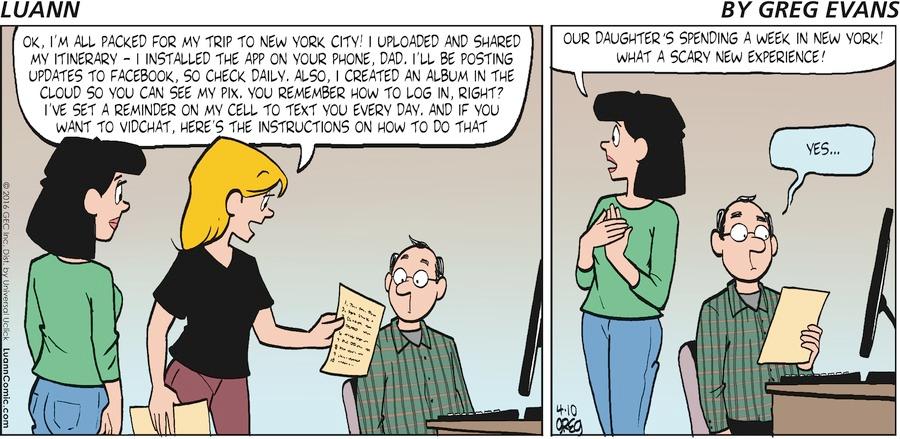 LUANN
BY GREG EVANS
OK, I'M ALL PACKED FOR MY TRIP TO NEW YORK CITY! I UPLOADED AND SHARED
MY ITINERARY – I INSTALLED THE APP ON YOUR PHONE, DAD. I'LL BE POSTING
UPDATES TO FACEBOOK, SO CHECK DAILY. ALSO, I CREATED AN ALBUM IN THE
CLOUD SO YOU CAN SEE MY PIX. YOU REMEMBER HOW TO LOG IN, RIGHT?
I'VE SET A REMINDER ON MY CELL TO TEXT YOU EVERY DAY. AND IF YOU
WANT TO VIDCHAT, HERE'S THE INSTRUCTIONS ON HOW TO DO THAT
© 2016 GEC Inc. Dist. by Universal Uclick LuannComic.com
OUR DAUGHTER'S SPENDING A WEEK IN NEW YORK!
WHAT A SCARY NEW EXPERIENCE!
YES...
4·10
GREG